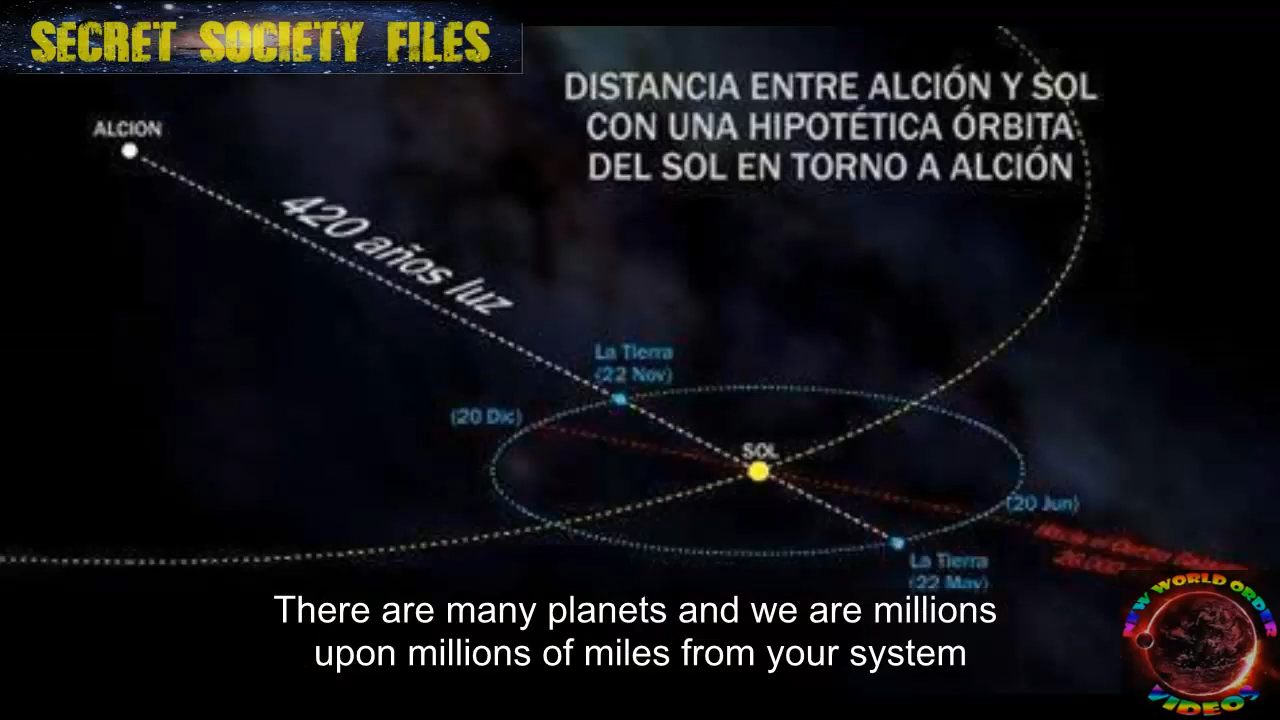 SECRET SOCIETY FILES
DISTANCIA ENTRE ALCIÓN Y SOL
CON UNA HIPOTÉTICA ÓRBITA
DEL SOL EN TORNO A ALCIÓN
ALCION
420 años luz
La Tierra
(22 Nov)
(20 Dic)
SOL
(20 Jun)
La Tierra
(22 May)
There are many planets and we are millions
upon millions of miles from your system
NEW WORLD ORDER
VIDEOS